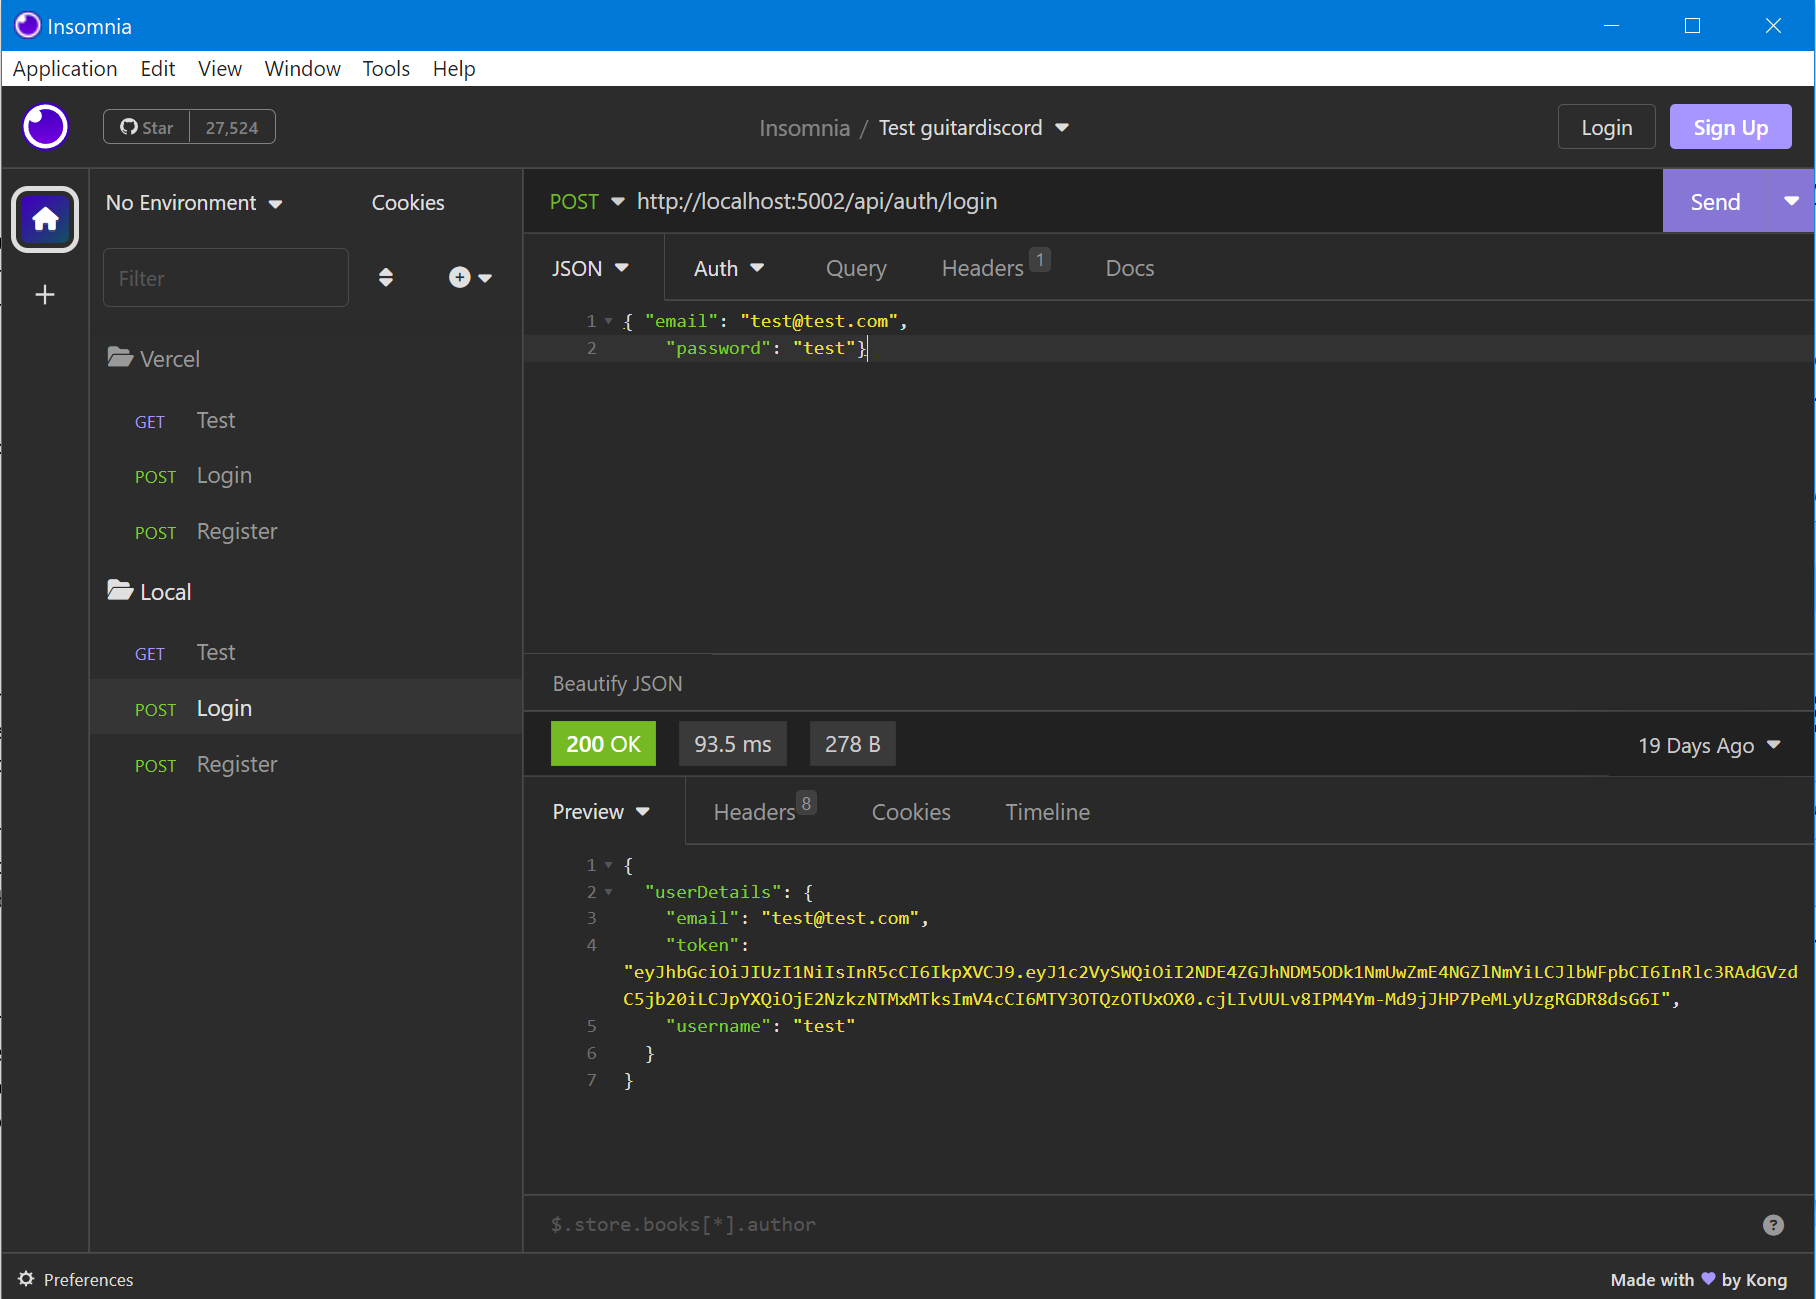 Insomnia
Application Edit View Window Tools Help
Star 27,524
Insomnia / Test guitardiscord
Login Sign Up
No Environment Cookies
Filter
Vercel
GET Test
POST Login
POST Register
Local
GET Test
POST Login
POST Register
POST http://localhost:5002/api/auth/login Send
JSON Auth Query Headers 1 Docs
1 { "email": "test@test.com",
2 "password": "test"}
Beautify JSON
200 OK 93.5 ms 278 B 19 Days Ago
Preview Headers 8 Cookies Timeline
1 {
2 "userDetails": {
3 "email": "test@test.com",
4 "token":
"eyJhbGciOiJIUzI1NiIsInR5cCI6IkpXVCJ9.eyJ1c2VySWQiOiI2NDE4ZGJhNDM5ODk1NmUwZmE4NGZlNmYiLCJlbWFpbCI6InRlc3RAdGVzd
C5jb20iLCJpYXQiOjE2NzkzNTMxMTksImV4cCI6MTY3OTQzOTUxOX0.cjLIvUULv8IPM4Ym-Md9jJHP7PeMLyUzgRGDR8dsG6I",
5 "username": "test"
6 }
7 }
$.store.books[*].author
Preferences
Made with by Kong